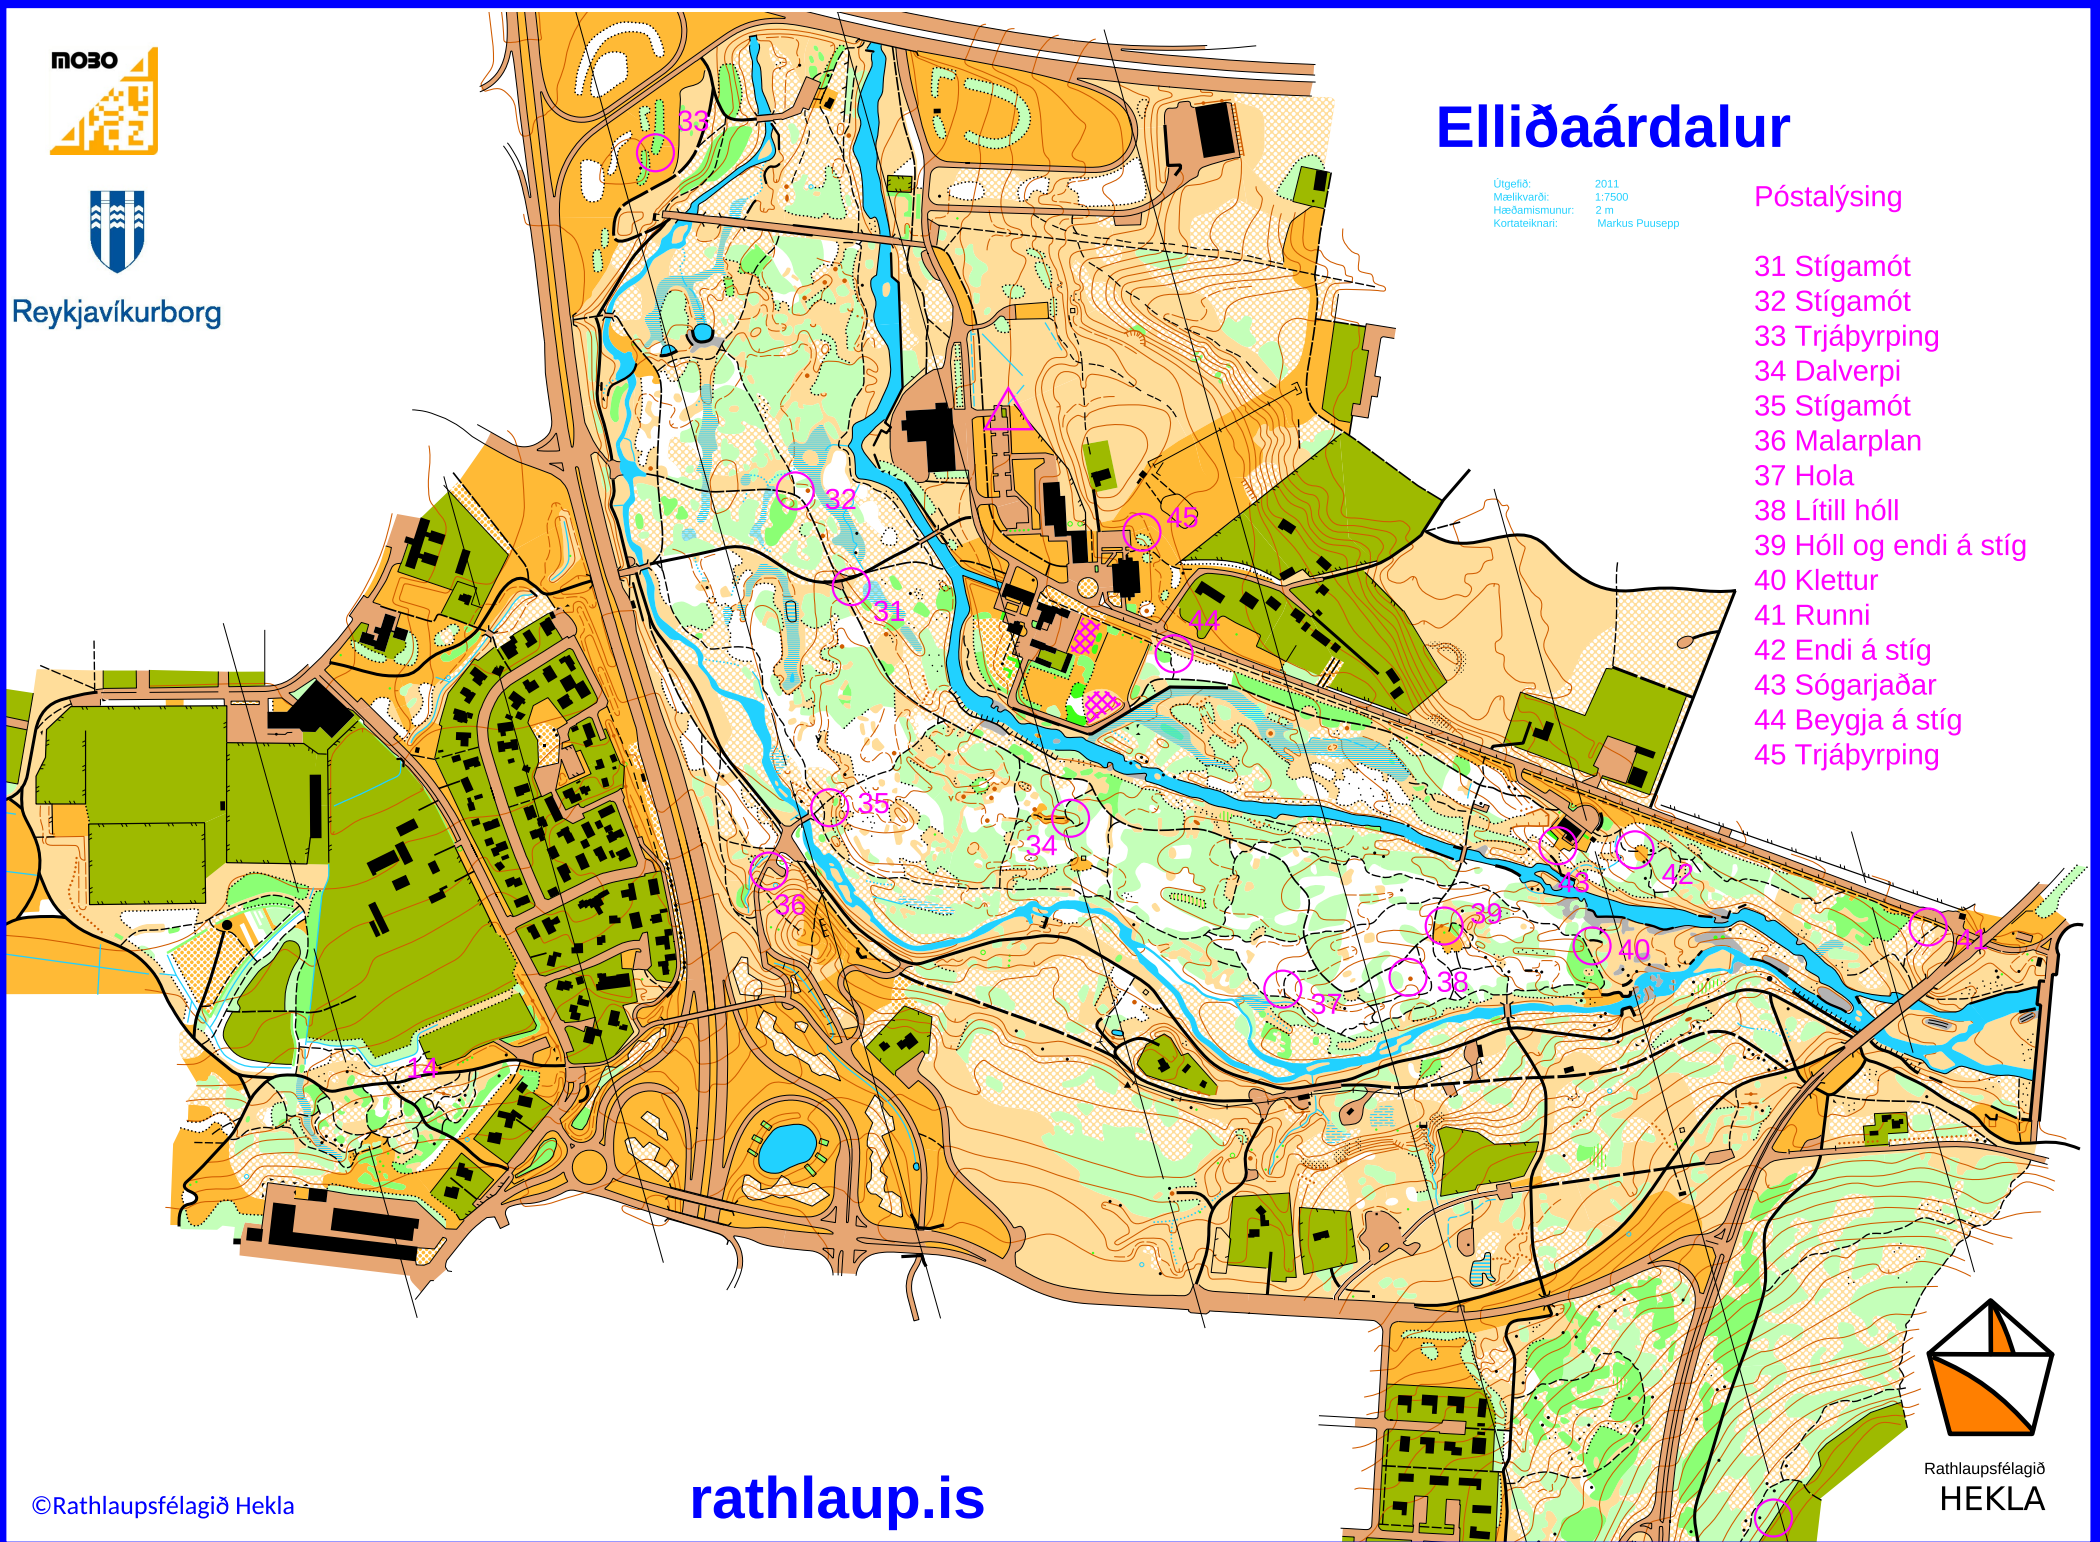 MOBO
Reykjavíkurborg
Elliðaárdalur
Útgefið: 2011
Mælikvarði: 1:7500
Hæðamismunur: 2 m
Kortateiknari: Markus Puusepp
Póstalýsing
31 Stígamót
32 Stígamót
33 Trjáþyrping
34 Dalverpi
35 Stígamót
36 Malarplan
37 Hola
38 Lítill hóll
39 Hóll og endi á stíg
40 Klettur
41 Runni
42 Endi á stíg
43 Sógarjaðar
44 Beygja á stíg
45 Trjáþyrping
33
32
45
31
44
35
34
43
42
36
39
40
41
38
37
14
rathlaup.is
©Rathlaupsfélagið Hekla
Rathlaupsfélagið
HEKLA